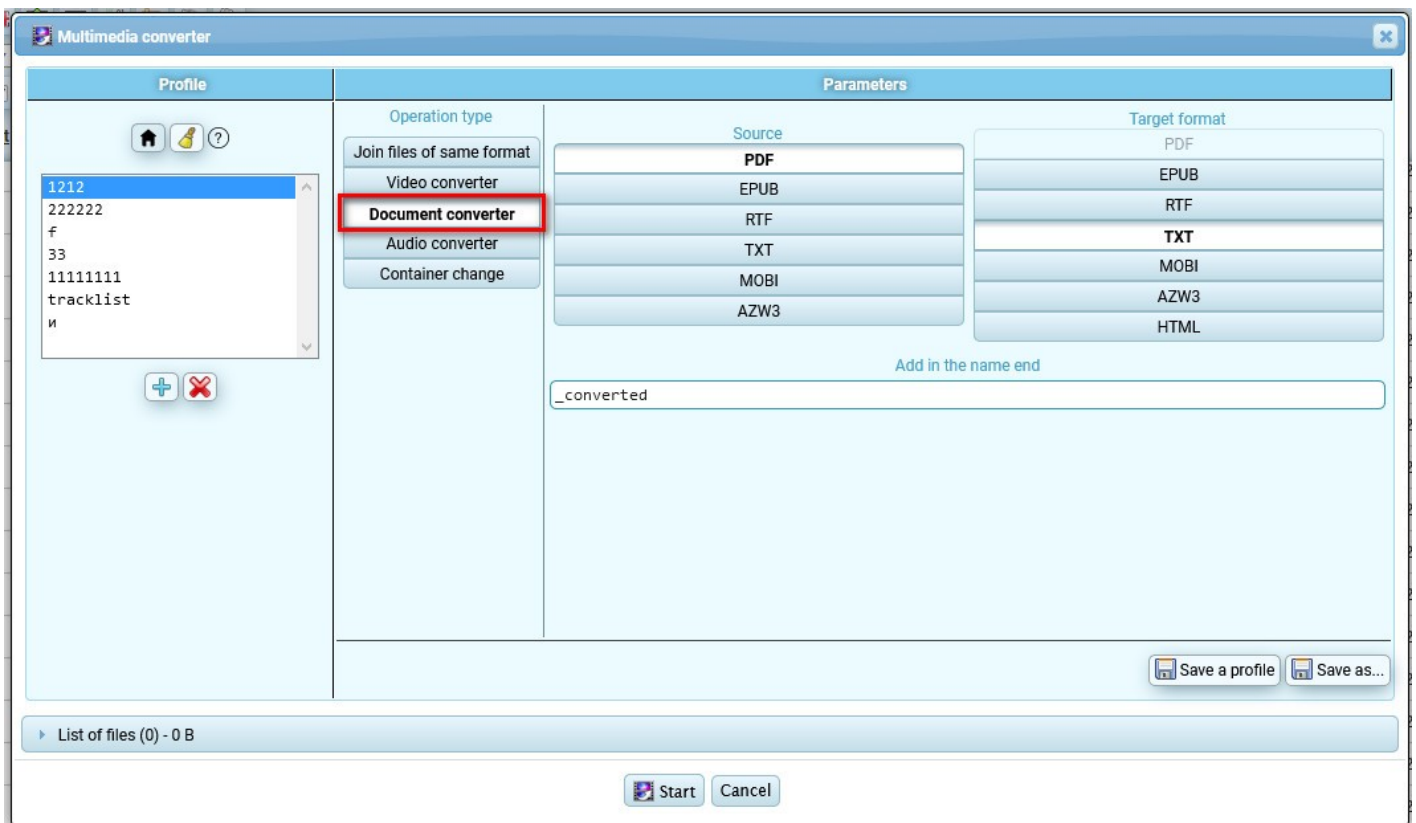 Multimedia converter
Profile
Parameters
1212
222222
f
33
11111111
tracklist
и
Operation type
Join files of same format
Video converter
Document converter
Audio converter
Container change
Source
PDF
EPUB
RTF
TXT
MOBI
AZW3
Target format
PDF
EPUB
RTF
TXT
MOBI
AZW3
HTML
Add in the name end
_converted
Save a profile
Save as...
List of files (0) - 0 B
Start
Cancel